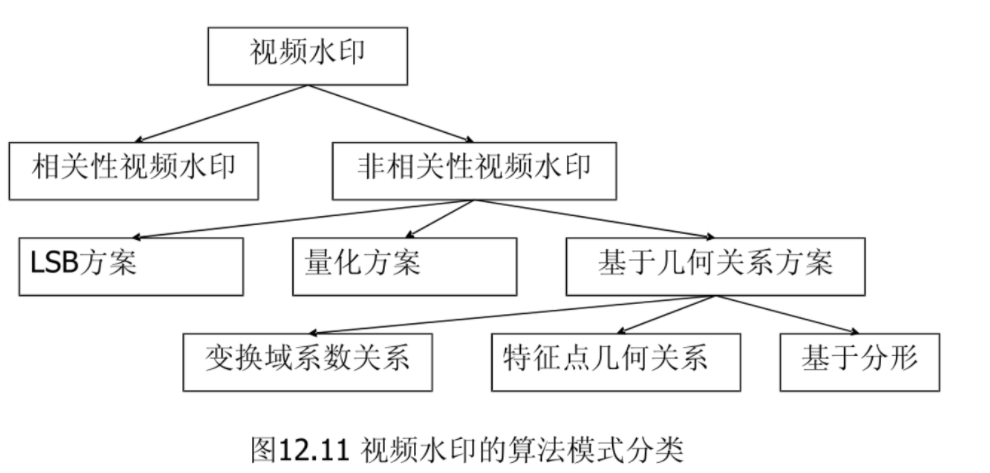 视频水印
相关性视频水印
非相关性视频水印
LSB方案
量化方案
基于几何关系方案
变换域系数关系
特征点几何关系
基于分形
图12.11 视频水印的算法模式分类